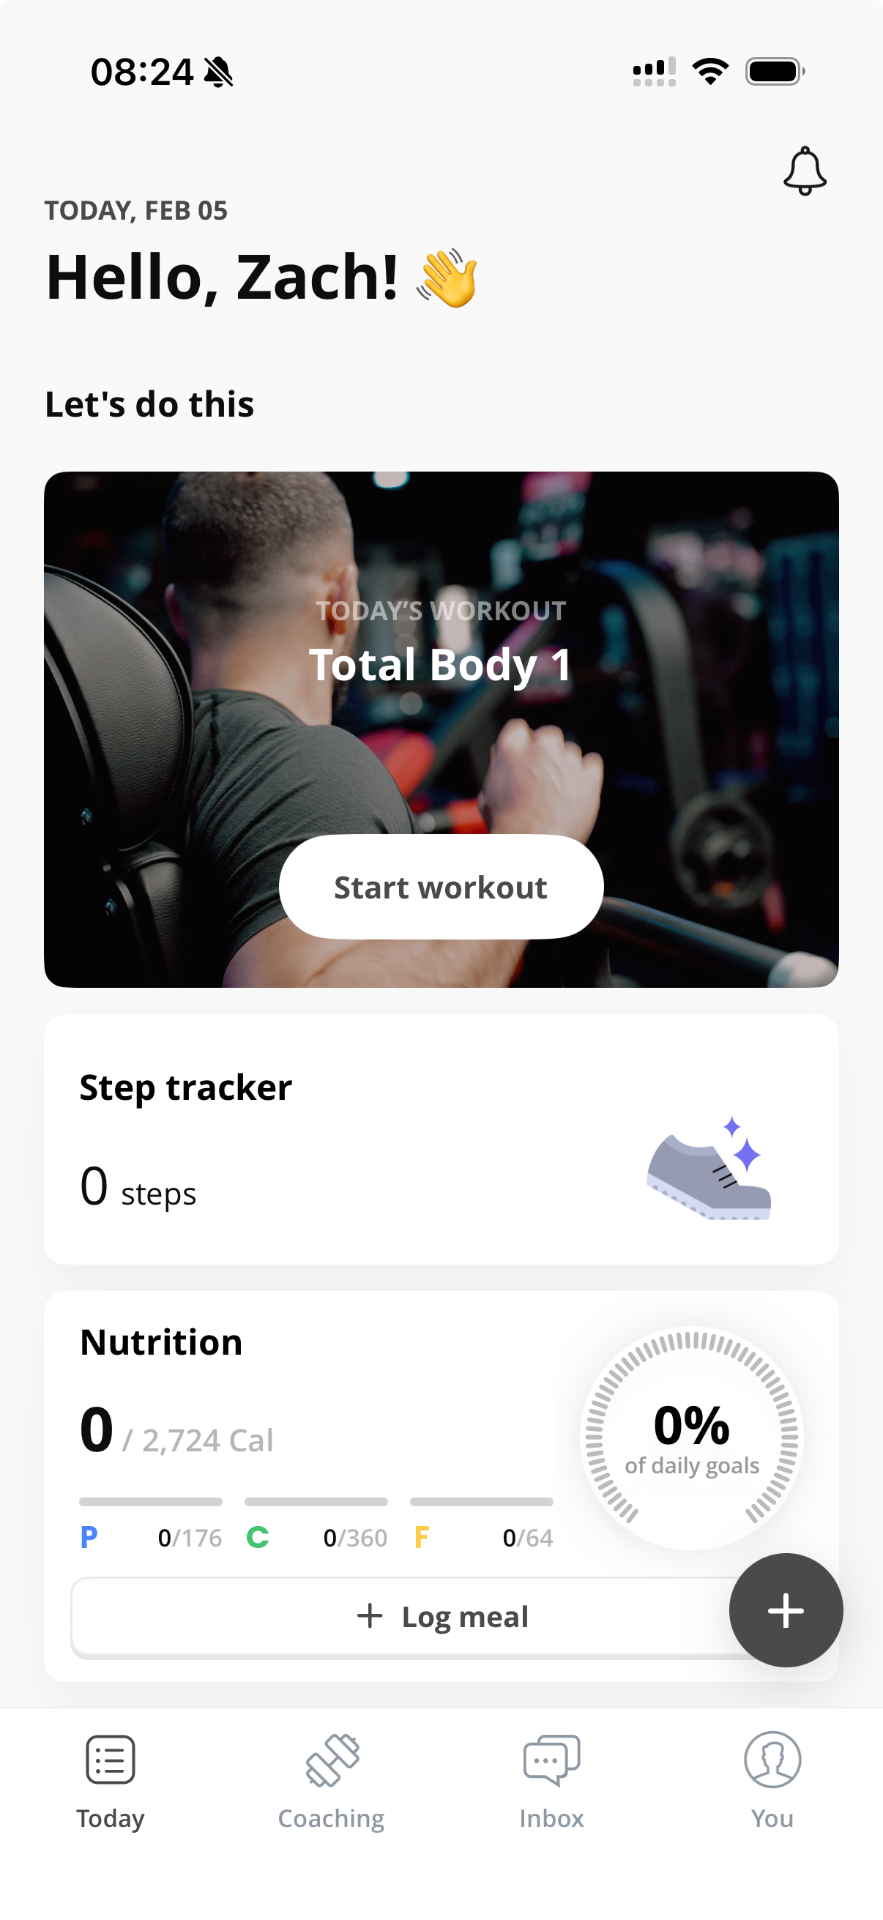 08:24
TODAY, FEB 05
Hello, Zach! 👋
Let's do this
TODAY'S WORKOUT
Total Body 1
Start workout
Step tracker
0 steps
Nutrition
0 / 2,724 Cal
0%
of daily goals
P 0/176 C 0/360 F 0/64
+ Log meal
+
Today Coaching Inbox You